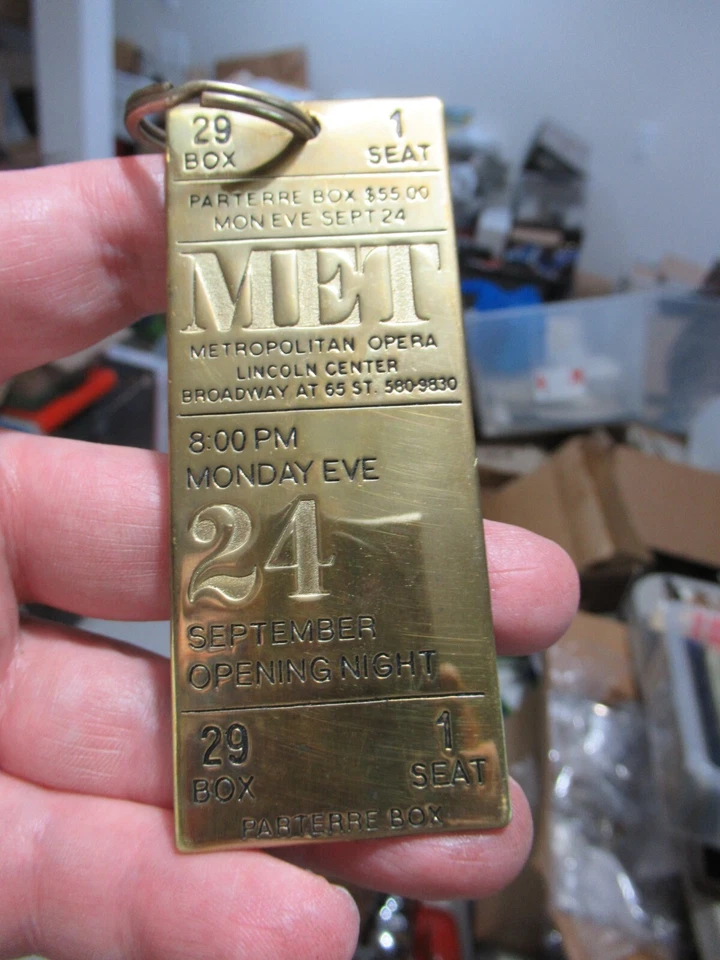 29 1
BOX SEAT
PARTERRE BOX $55.00
MON EVE SEPT 24
MET
METROPOLITAN OPERA
LINCOLN CENTER
BROADWAY AT 65 ST. 580-9830
8:00 PM
MONDAY EVE
24
SEPTEMBER
OPENING NIGHT
29 1
BOX SEAT
PARTERRE BOX